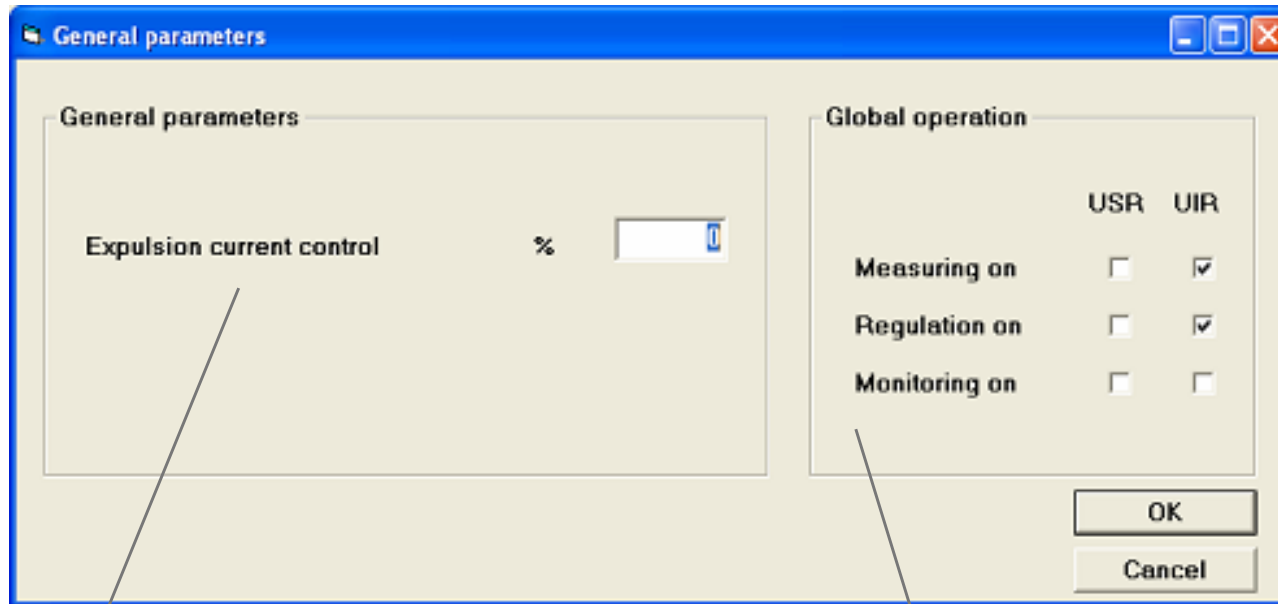 General parameters
General parameters
Expulsion current control % 0
Global operation
USR UIR
Measuring on
Regulation on
Monitoring on
OK
Cancel